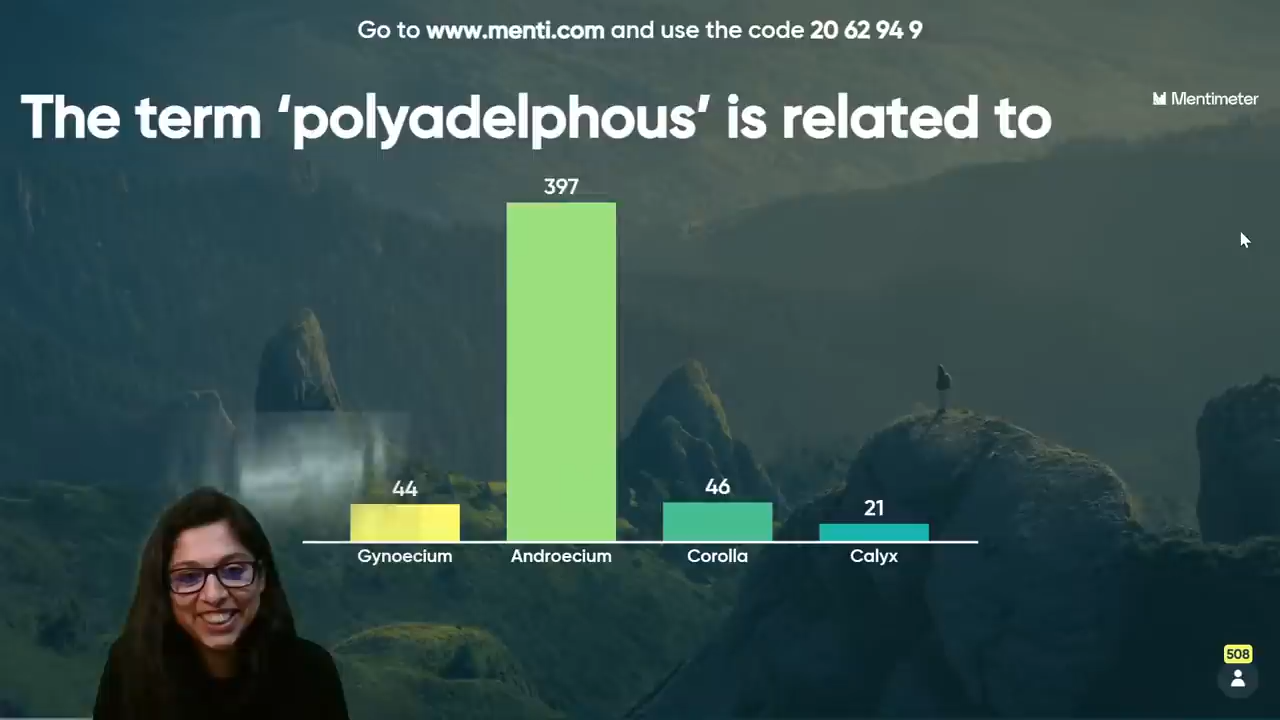 Go to www.menti.com and use the code 20 62 94 9
The term ‘polyadelphous’ is related to
Mentimeter
397
44
46
21
Gynoecium
Androecium
Corolla
Calyx
508